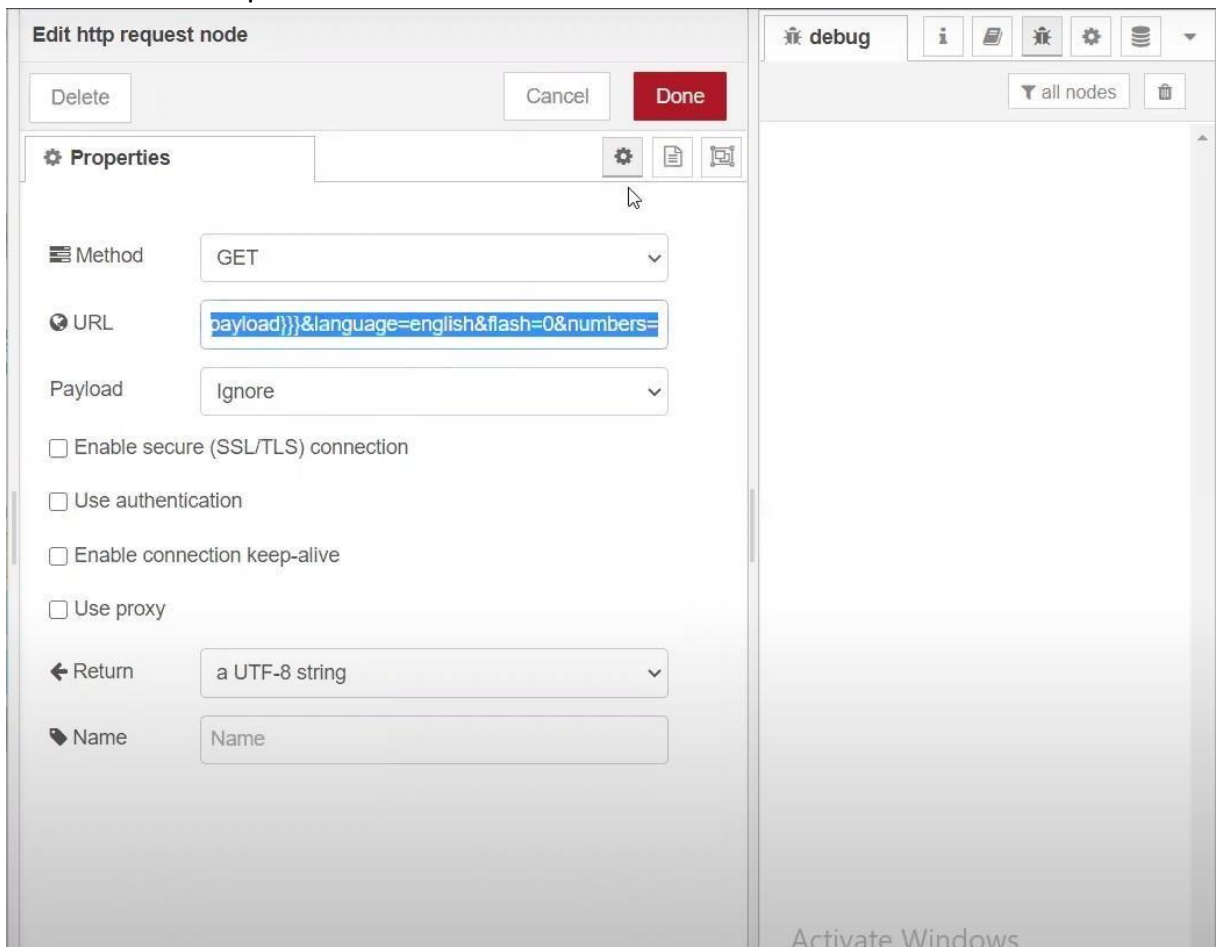 Edit http request node
debug
Delete
Cancel
Done
all nodes
Properties
Method
GET
URL
payload}}}&language=english&flash=0&numbers=
Payload
Ignore
Enable secure (SSL/TLS) connection
Use authentication
Enable connection keep-alive
Use proxy
Return
a UTF-8 string
Name
Name
Activate Windows